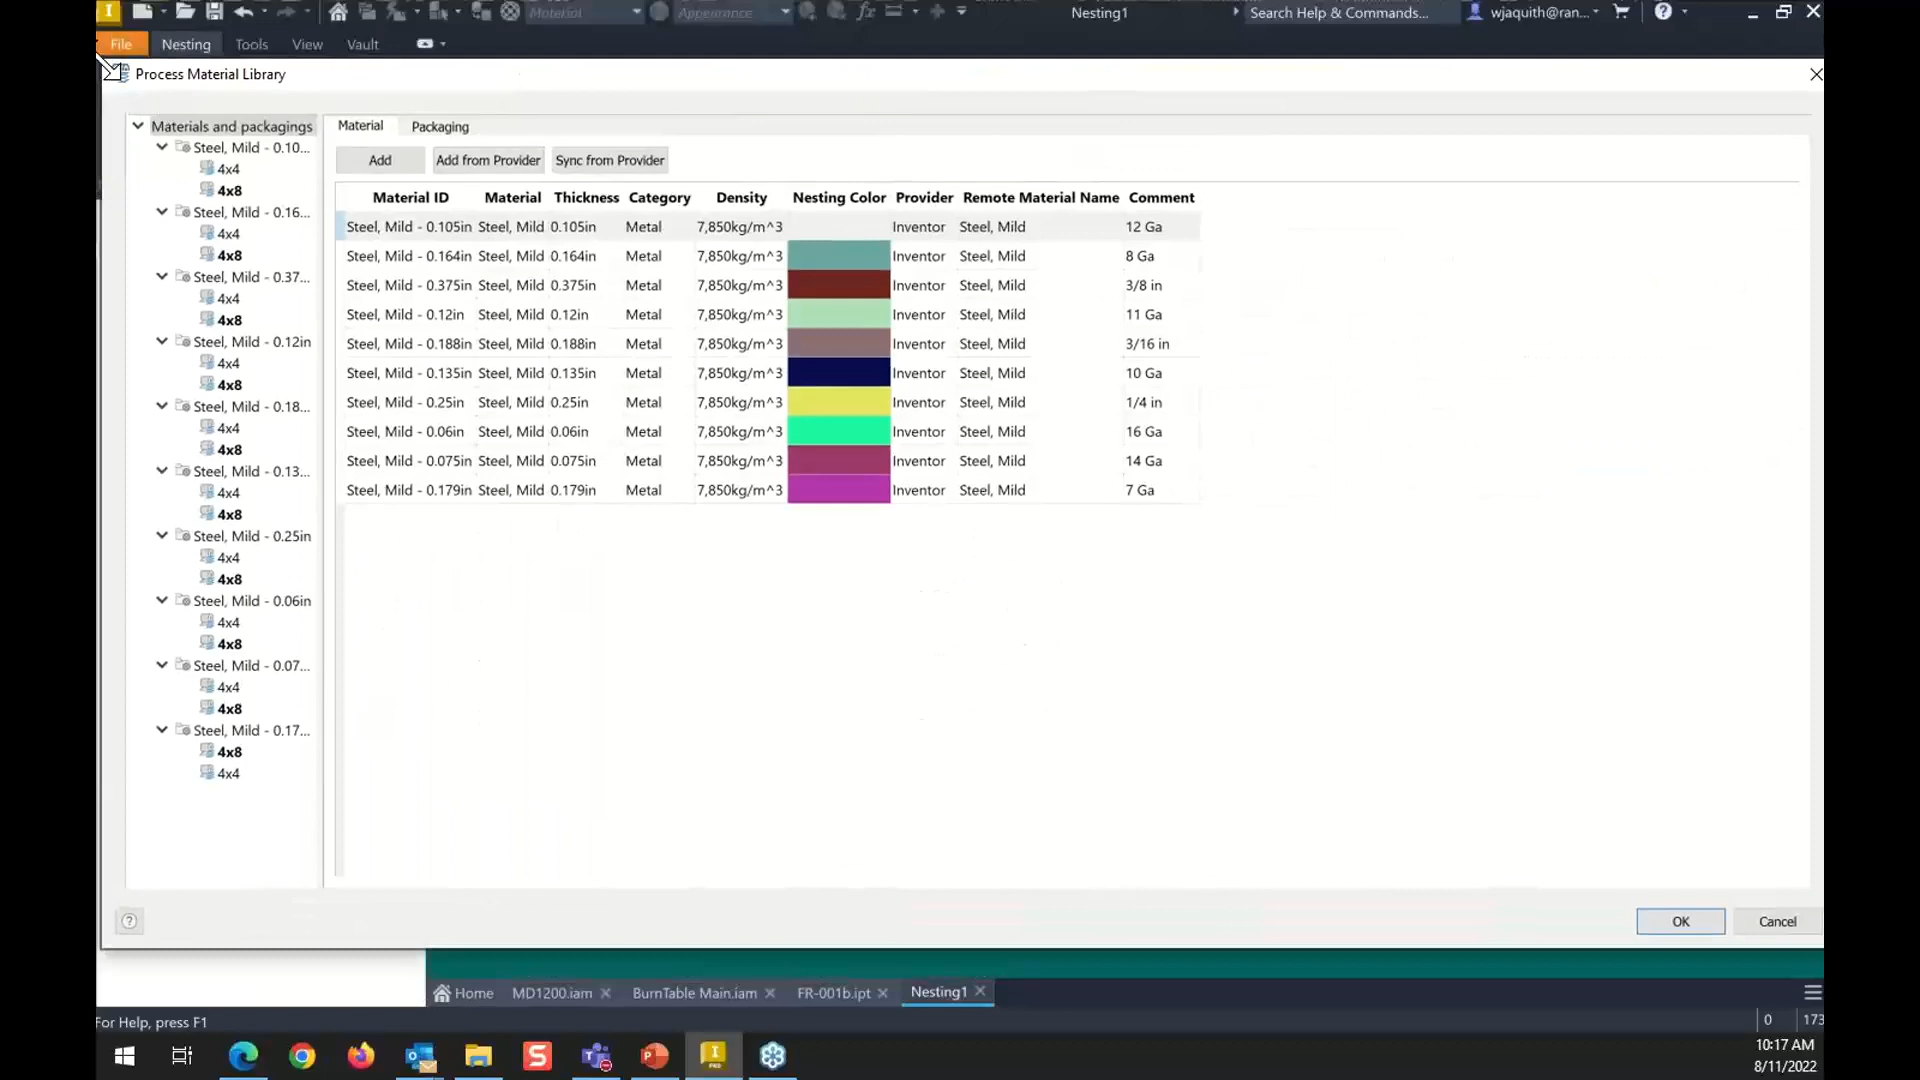 Material
Appearance
Nesting1
Search Help & Commands...
wjaquith@ran...
File
Nesting
Tools
View
Vault
Process Material Library
Materials and packagings
Steel, Mild - 0.10...
4x4
4x8
Steel, Mild - 0.16...
4x4
4x8
Steel, Mild - 0.37...
4x4
4x8
Steel, Mild - 0.12in
4x4
4x8
Steel, Mild - 0.18...
4x4
4x8
Steel, Mild - 0.13...
4x4
4x8
Steel, Mild - 0.25in
4x4
4x8
Steel, Mild - 0.06in
4x4
4x8
Steel, Mild - 0.07...
4x4
4x8
Steel, Mild - 0.17...
4x8
4x4
Material Packaging
Add Add from Provider Sync from Provider
Material ID Material Thickness Category Density Nesting Color Provider Remote Material Name Comment
Steel, Mild - 0.105in Steel, Mild 0.105in Metal 7,850kg/m^3 Inventor Steel, Mild 12 Ga
Steel, Mild - 0.164in Steel, Mild 0.164in Metal 7,850kg/m^3 Inventor Steel, Mild 8 Ga
Steel, Mild - 0.375in Steel, Mild 0.375in Metal 7,850kg/m^3 Inventor Steel, Mild 3/8 in
Steel, Mild - 0.12in Steel, Mild 0.12in Metal 7,850kg/m^3 Inventor Steel, Mild 11 Ga
Steel, Mild - 0.188in Steel, Mild 0.188in Metal 7,850kg/m^3 Inventor Steel, Mild 3/16 in
Steel, Mild - 0.135in Steel, Mild 0.135in Metal 7,850kg/m^3 Inventor Steel, Mild 10 Ga
Steel, Mild - 0.25in Steel, Mild 0.25in Metal 7,850kg/m^3 Inventor Steel, Mild 1/4 in
Steel, Mild - 0.06in Steel, Mild 0.06in Metal 7,850kg/m^3 Inventor Steel, Mild 16 Ga
Steel, Mild - 0.075in Steel, Mild 0.075in Metal 7,850kg/m^3 Inventor Steel, Mild 14 Ga
Steel, Mild - 0.179in Steel, Mild 0.179in Metal 7,850kg/m^3 Inventor Steel, Mild 7 Ga
OK Cancel
Home MD1200.iam BurnTable Main.iam FR-001b.ipt Nesting1
For Help, press F1
0 173
10:17 AM
8/11/2022